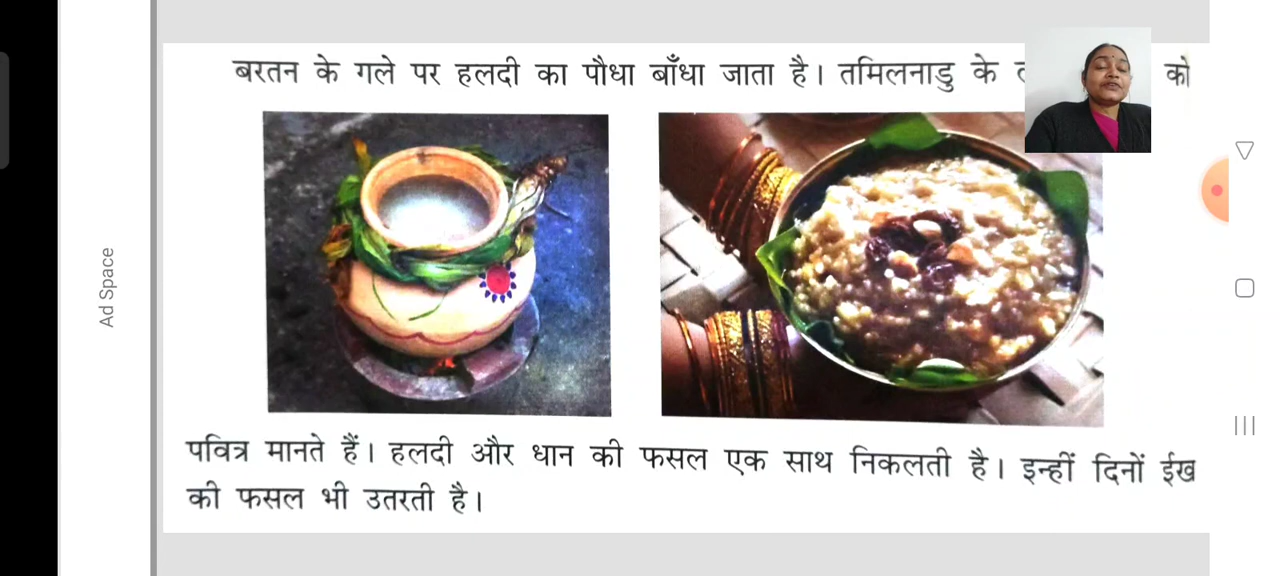 बरतन के गले पर हलदी का पौधा बाँधा जाता है। तमिलनाडु के को
पवित्र मानते हैं। हलदी और धान की फसल एक साथ निकलती है। इन्हीं दिनों ईख
की फसल भी उतरती है।
Ad Space